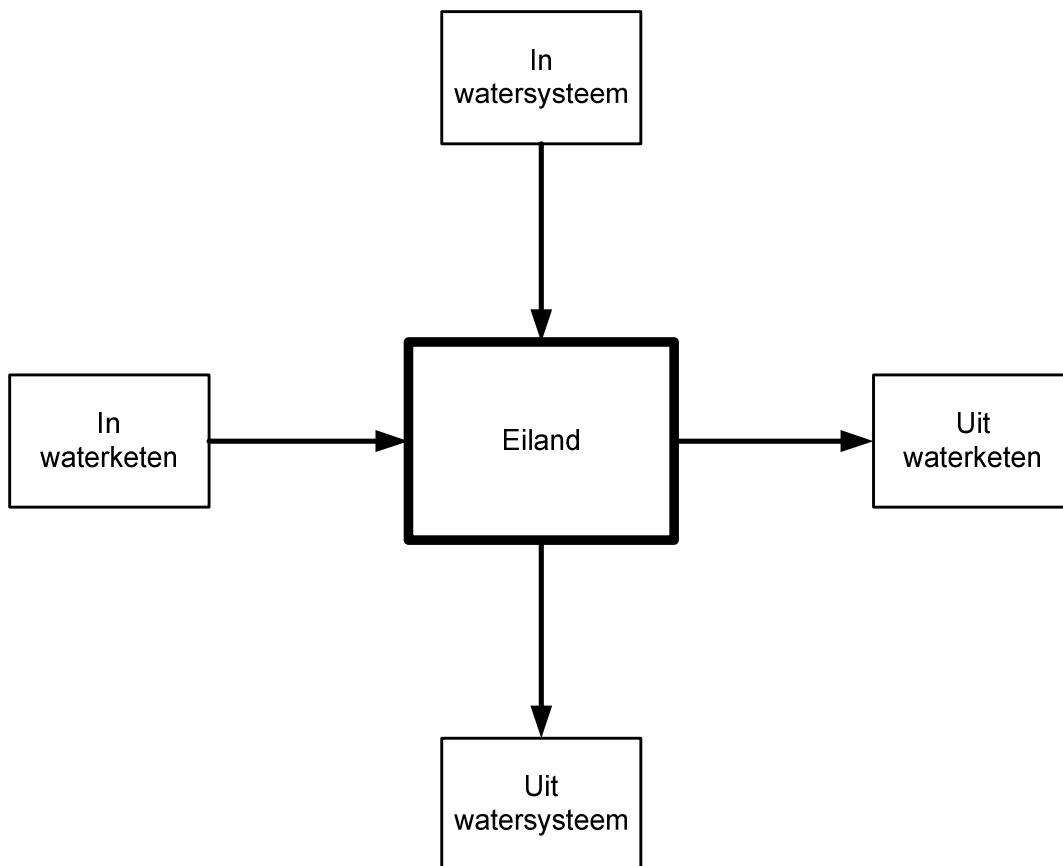 In
watersysteem
In
waterketen
Eiland
Uit
waterketen
Uit
watersysteem